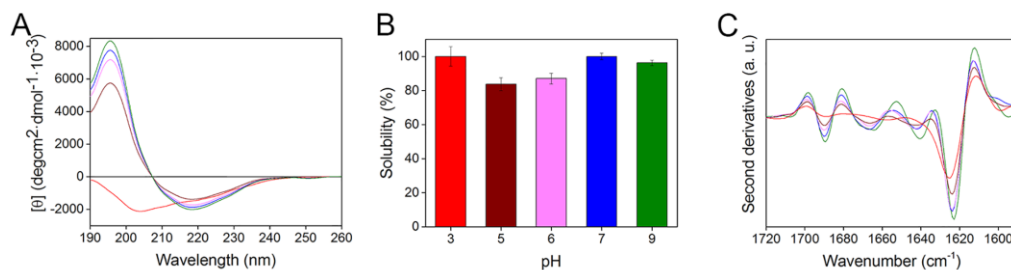 A
[θ] (degcm²·dmol⁻¹·10⁻³)
8000
6000
4000
2000
0
-2000
190 200 210 220 230 240 250 260
Wavelength (nm)
B
Solubility (%)
100
80
60
40
20
0
3 5 6 7 9
pH
C
Second derivatives (a. u.)
1720 1700 1680 1660 1640 1620 1600
Wavenumber (cm⁻¹)